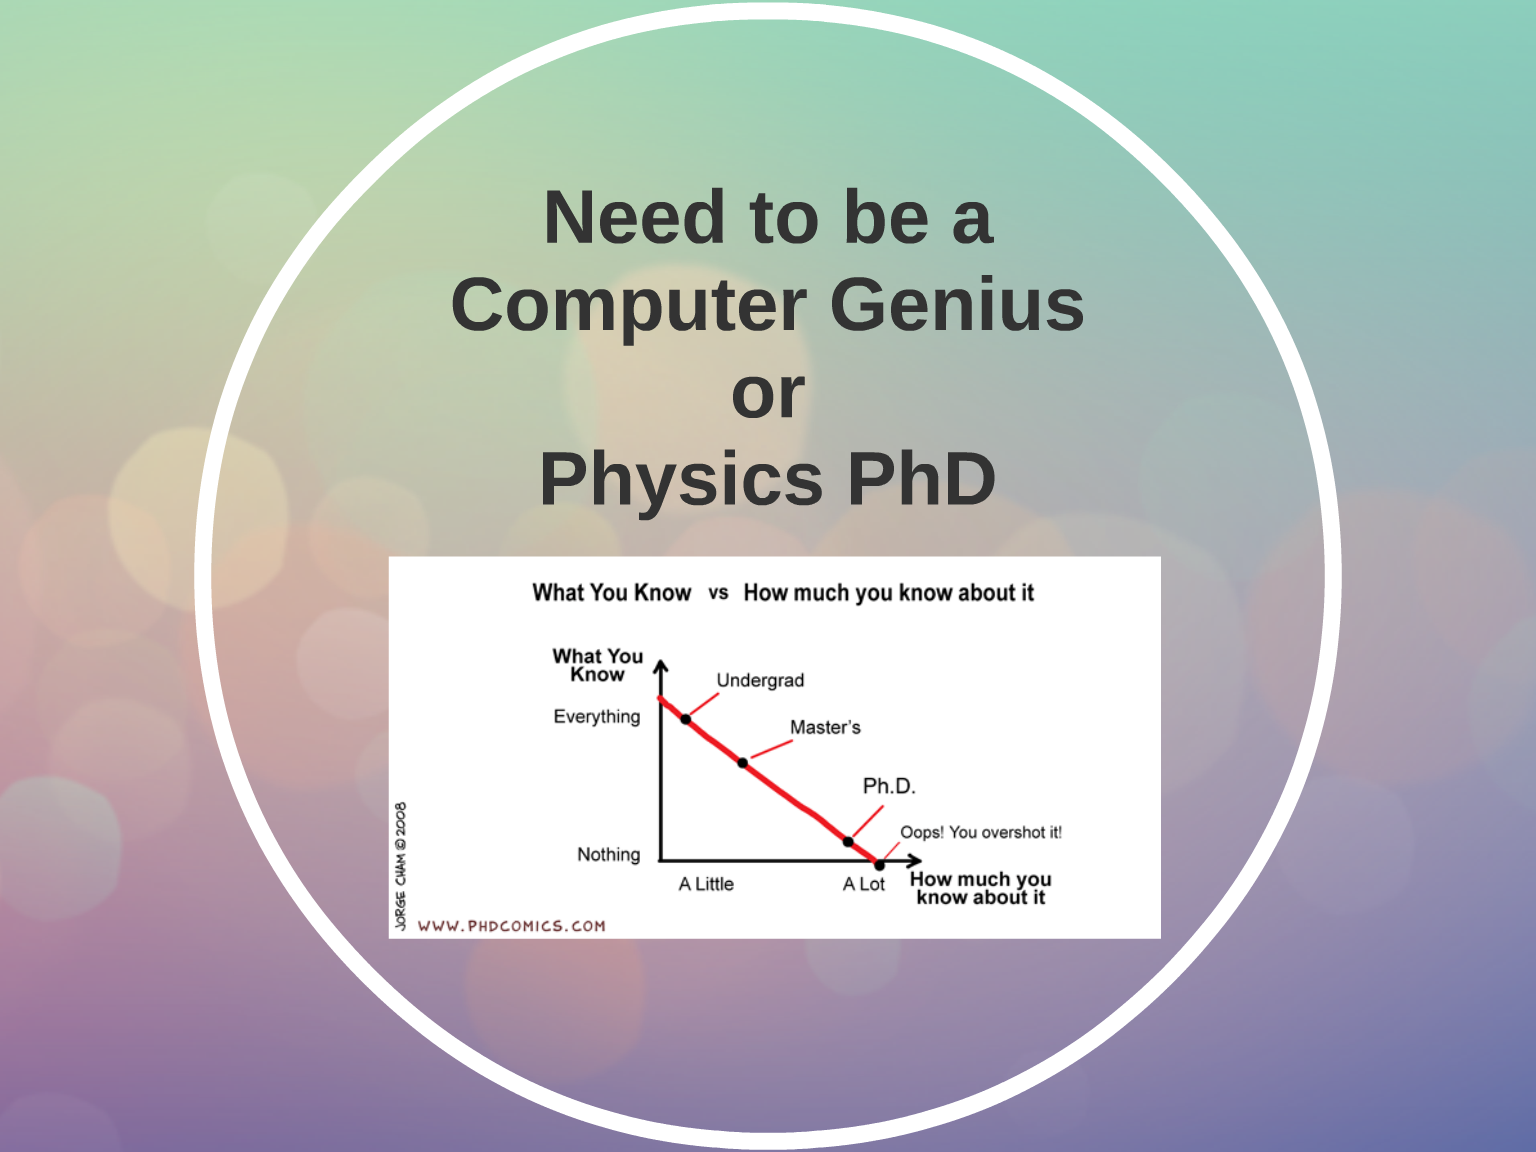 Need to be a
Computer Genius
or
Physics PhD
What You Know vs How much you know about it
What You
Know
Undergrad
Everything
Master's
Ph.D.
Oops! You overshot it!
Nothing
A Little
A Lot
How much you
know about it
JORGE CHAM © 2008
WWW.PHDCOMICS.COM